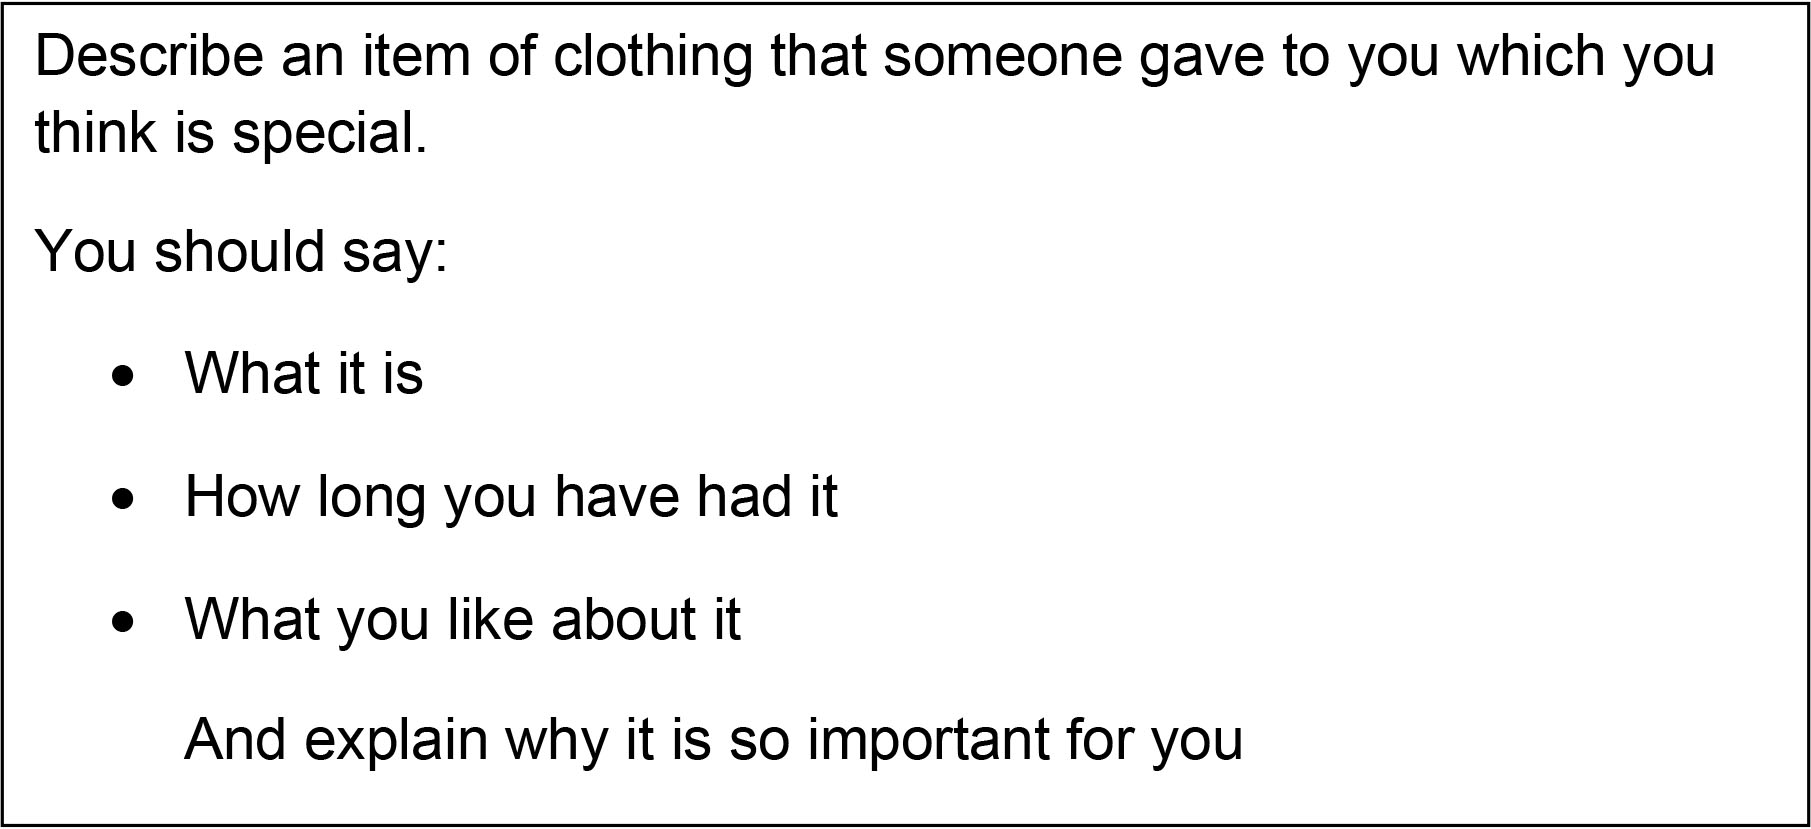 Describe an item of clothing that someone gave to you which you
think is special.
You should say:
• What it is
• How long you have had it
• What you like about it
And explain why it is so important for you